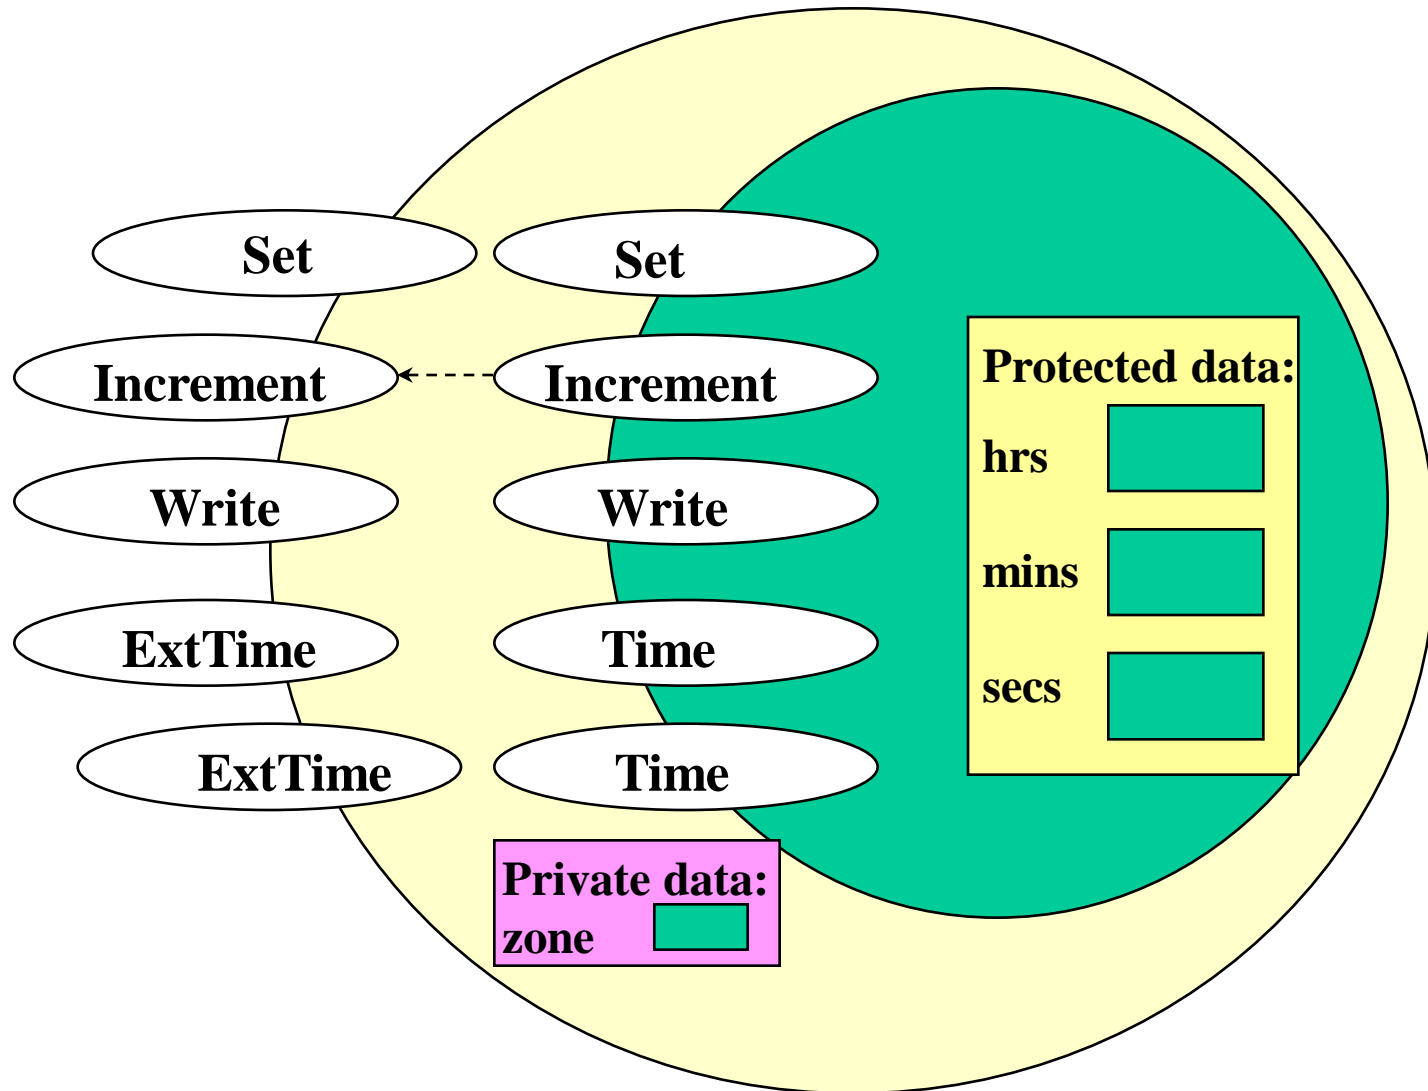 Set
Set
Increment
Increment
Write
Write
ExtTime
Time
ExtTime
Time
Protected data:
hrs
mins
secs
Private data:
zone